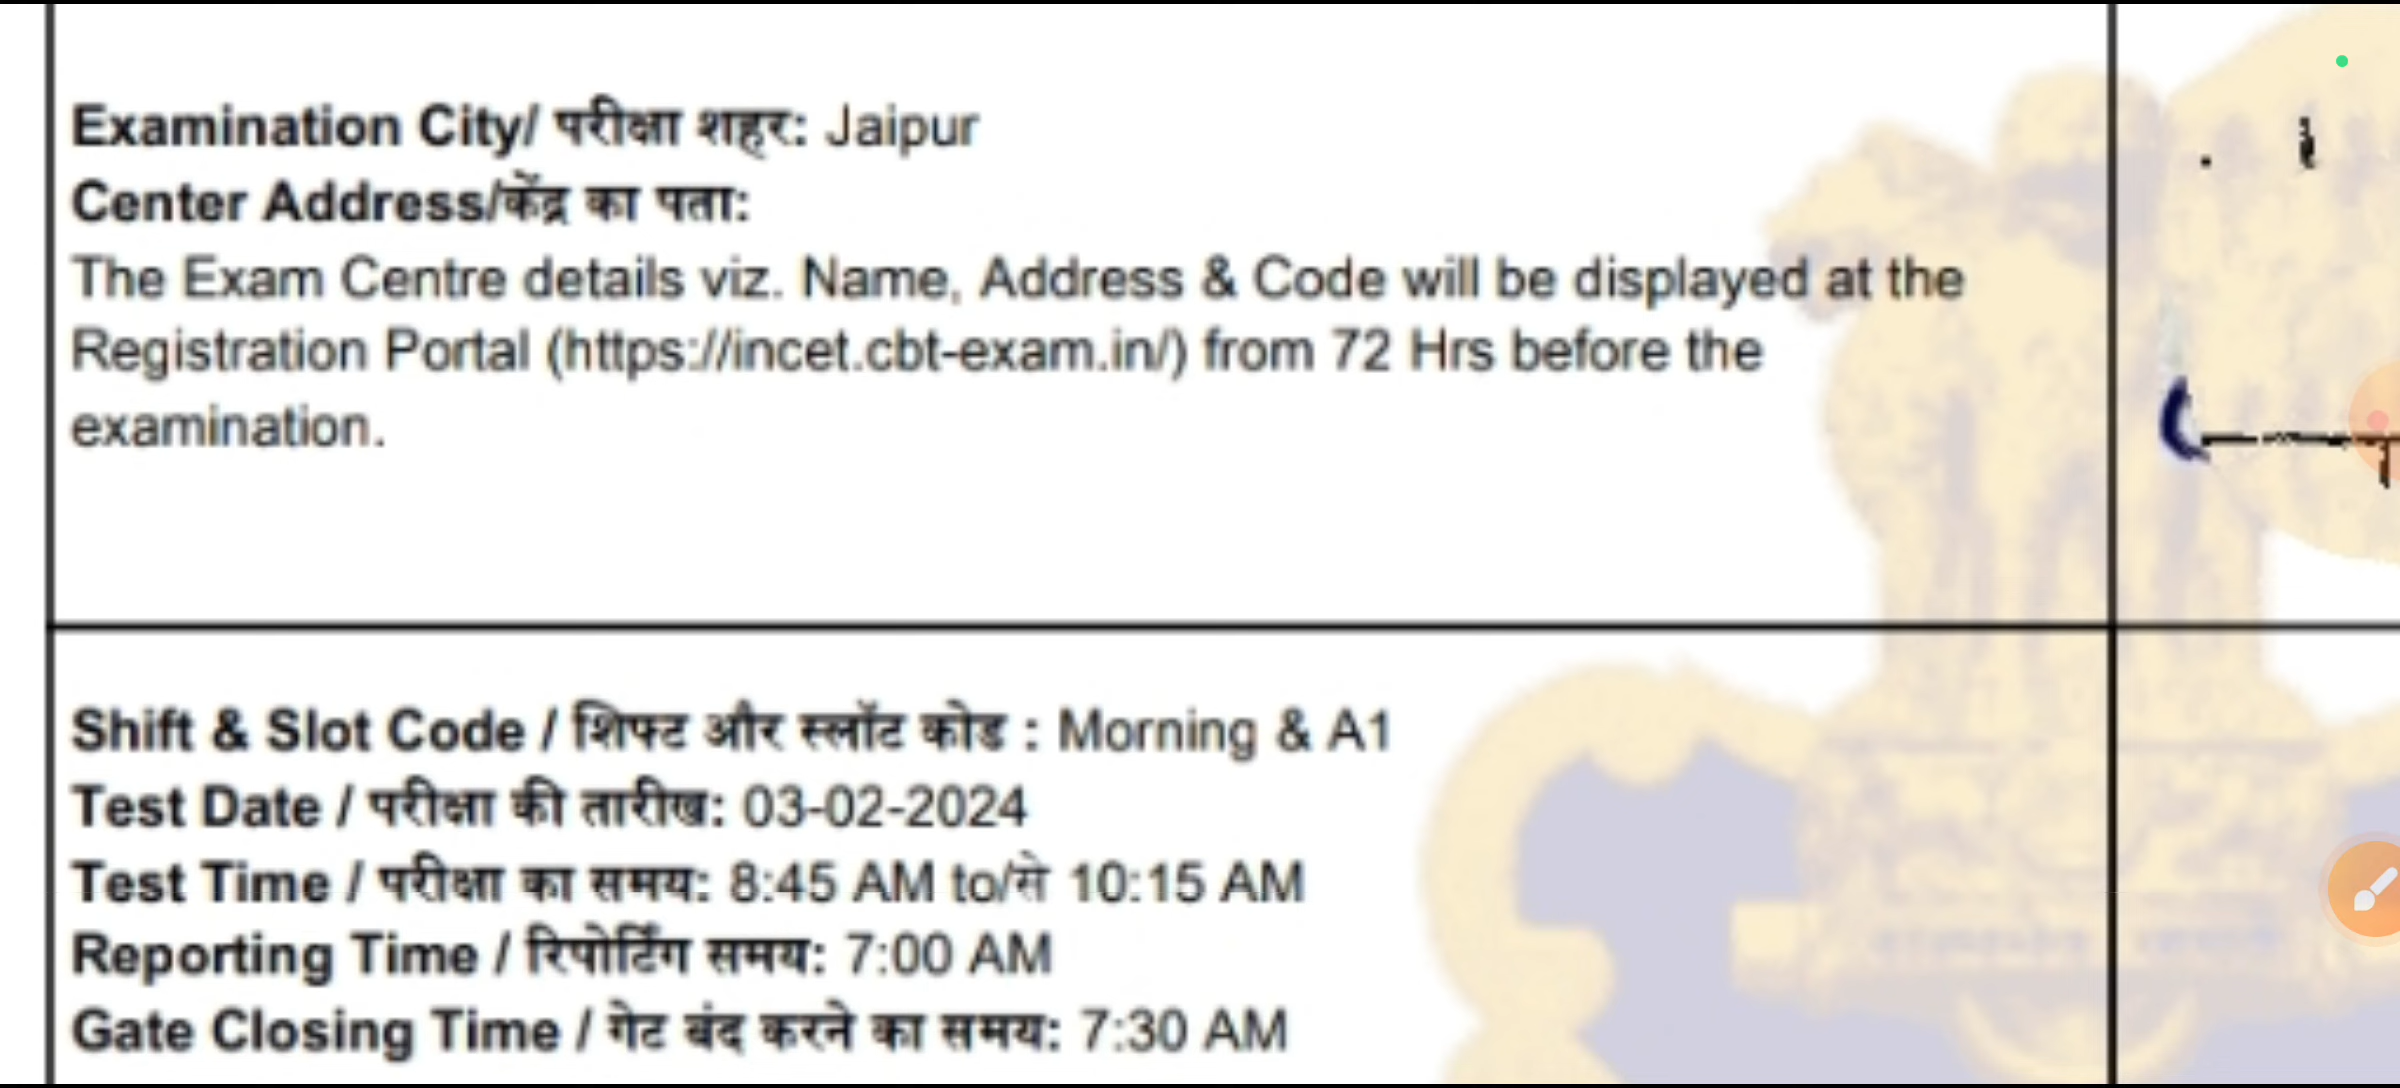 Examination City/ परीक्षा शहर: Jaipur
Center Address/केंद्र का पता:
The Exam Centre details viz. Name, Address & Code will be displayed at the
Registration Portal (https://incet.cbt-exam.in/) from 72 Hrs before the
examination.
Shift & Slot Code / शिफ्ट और स्लॉट कोड : Morning & A1
Test Date / परीक्षा की तारीख: 03-02-2024
Test Time / परीक्षा का समय: 8:45 AM to/से 10:15 AM
Reporting Time / रिपोर्टिंग समय: 7:00 AM
Gate Closing Time / गेट बंद करने का समय: 7:30 AM